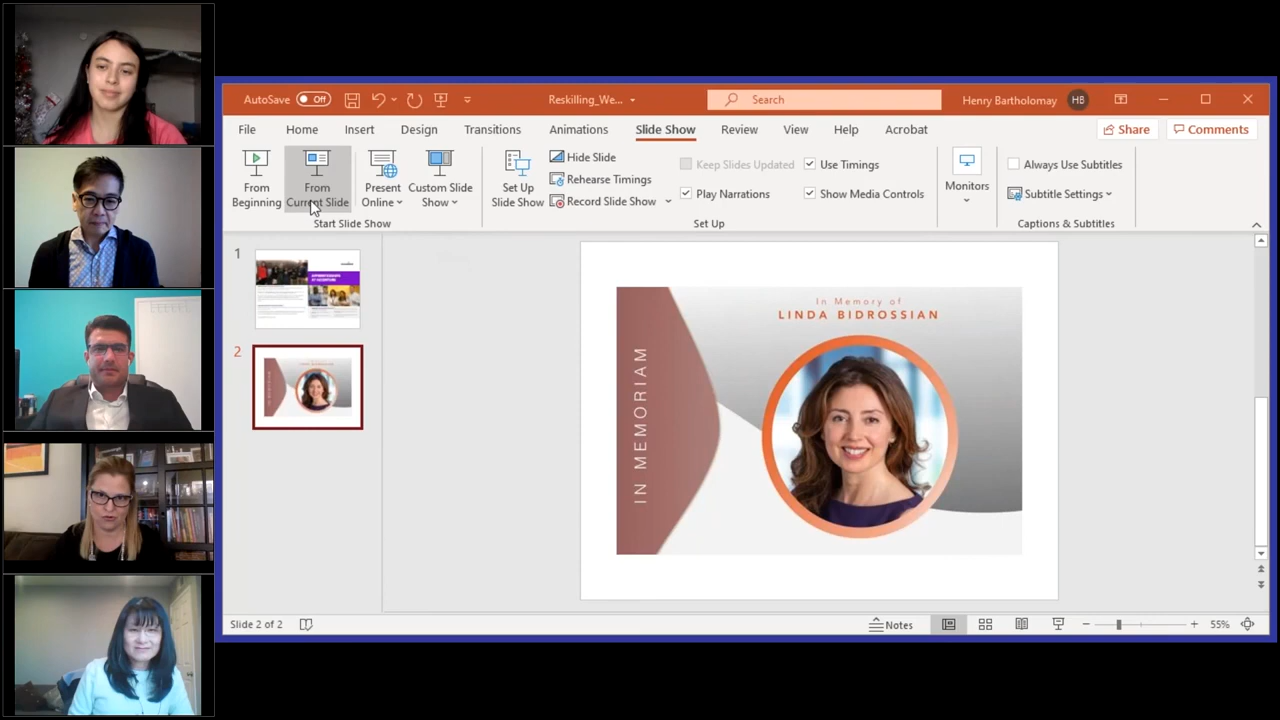 AutoSave Off
Reskilling_We...
Search
Henry Bartholomay HB
File Home Insert Design Transitions Animations Slide Show Review View Help Acrobat
Share Comments
From Beginning
From Current Slide
Present Online
Custom Slide Show
Start Slide Show
Set Up Slide Show
Hide Slide
Rehearse Timings
Record Slide Show
Keep Slides Updated
Play Narrations
Use Timings
Show Media Controls
Set Up
Monitors
Always Use Subtitles
Subtitle Settings
Captions & Subtitles
1
2
In Memory of
LINDA BIDROSSIAN
IN MEMORIAM
Slide 2 of 2
Notes
55%